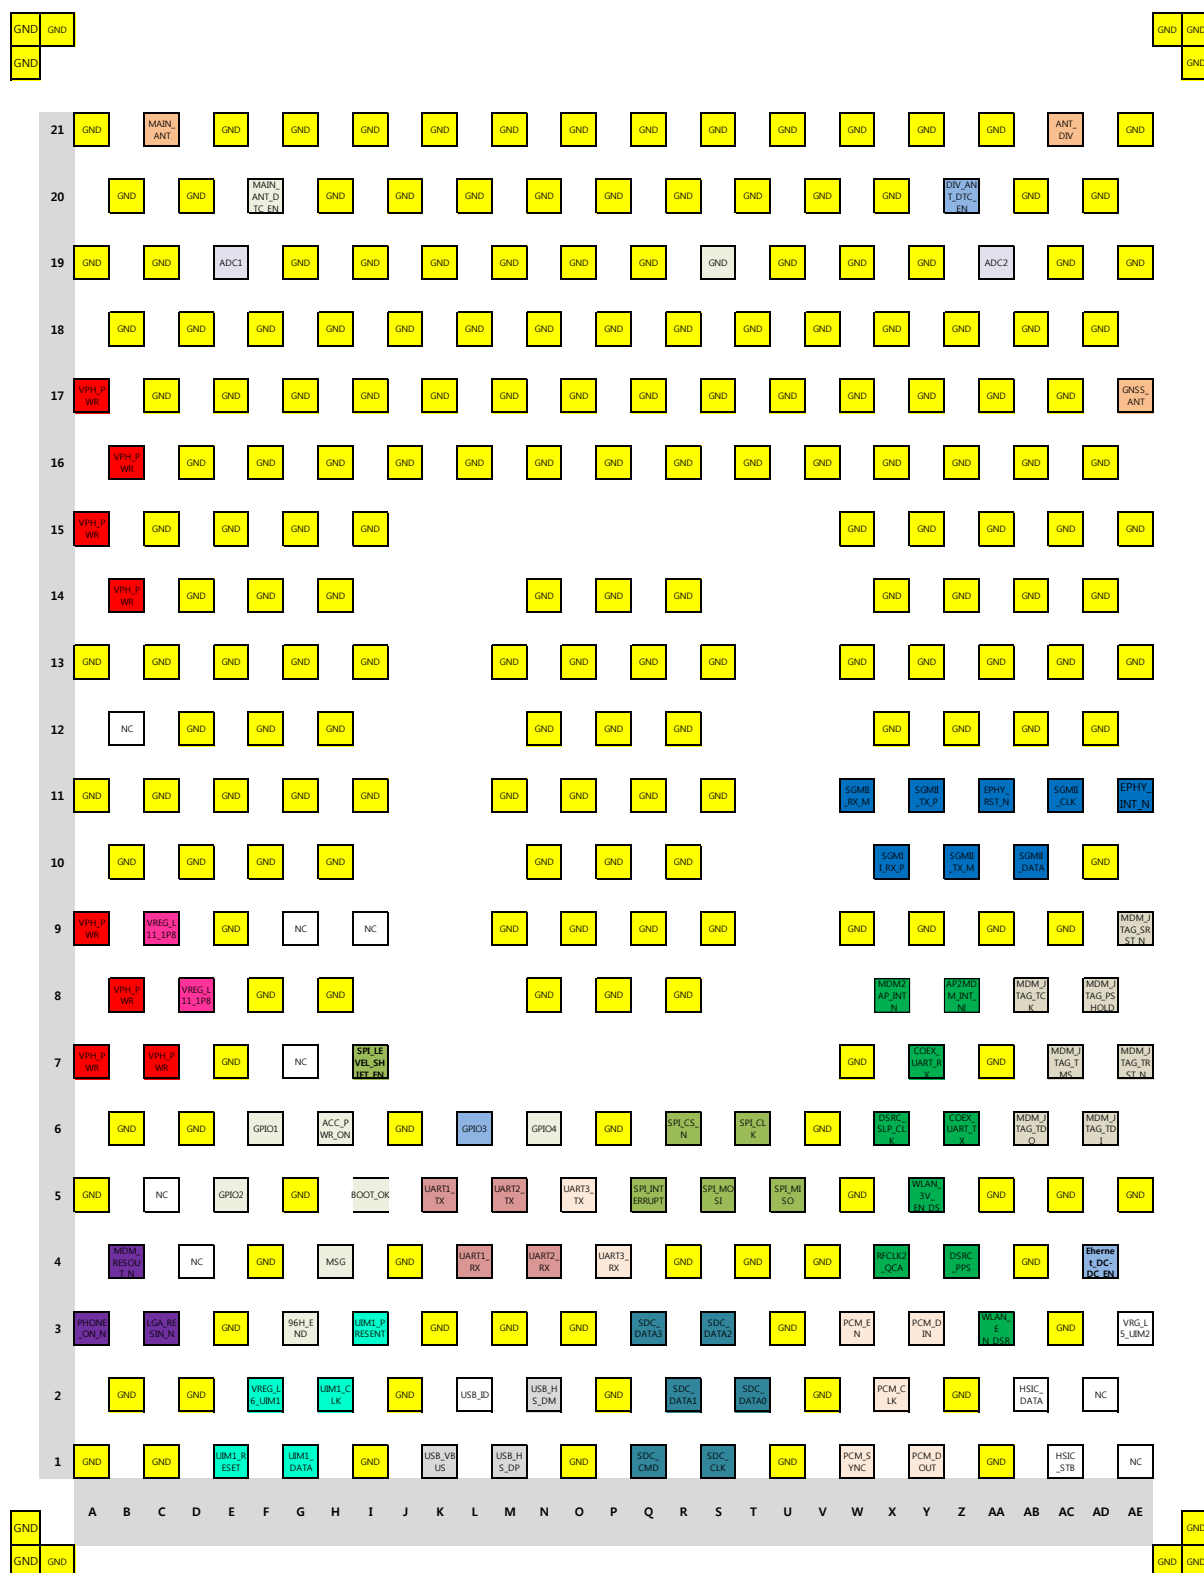 GND GND GND GND
GND GND
21 GND MAIN_ANT GND GND GND GND GND GND GND GND GND GND GND GND ANT_DIV GND
20 GND GND MAIN_ANT_DTC_EN GND GND GND GND GND GND GND GND GND DIV_ANT_DTC_EN GND GND
19 GND GND ADC1 GND GND GND GND GND GND GND GND GND GND ADC2 GND GND
18 GND GND GND GND GND GND GND GND GND GND GND GND GND GND GND
17 VPH_PWR GND GND GND GND GND GND GND GND GND GND GND GND GND GND GNSS_ANT
16 VPH_PWR GND GND GND GND GND GND GND GND GND GND GND GND GND GND
15 VPH_PWR GND GND GND GND GND GND GND GND GND
14 VPH_PWR GND GND GND GND GND GND GND GND GND GND
13 GND GND GND GND GND GND GND GND GND GND GND GND GND GND
12 NC GND GND GND GND GND GND GND GND GND GND
11 GND GND GND GND GND GND GND GND GND SGMII_RX_M SGMII_TX_P EPHY_RST_N SGMII_CLK EPHY_INT_N
10 GND GND GND GND GND GND GND SGMII_RX_P SGMII_TX_M SGMII_DATA GND
9 VPH_PWR VREG_L11_1P8 GND NC NC GND GND GND GND GND GND GND GND MDM_JTAG_SRST_N
8 VPH_PWR VREG_L11_1P8 GND GND GND GND GND MDM2AP_INT_N AP2MDM_INT_N MDM_JTAG_TCK MDM_JTAG_PS_HOLD
7 VPH_PWR VPH_PWR GND NC SPI_LEVEL_SHIFT_EN GND COEX_UART_RX GND MDM_JTAG_TMS MDM_JTAG_TRST_N
6 GND GND GPIO1 ACC_PWR_ON GND GPIO3 GPIO4 GND SPI_CS_N SPI_CLK GND DSRC_SLP_CLK COEX_UART_TX MDM_JTAG_TDO MDM_JTAG_TDI
5 GND NC GPIO2 GND BOOT_OK UART1_TX UART2_TX UART3_TX SPI_INTERRUPT SPI_MOSI SPI_MISO GND WLAN_3V_EN_DS GND GND GND
4 MDM_RESOUT_N NC GND MSG UART1_RX UART2_RX UART3_RX GND GND GND RFCLK2_QCA DSRC_PPS GND Ehernet_DC-DC_EN
3 PHONE_ON_N LGA_RESIN_N GND 96H_END UIM1_PRESENT GND GND GND SDC_DATA3 SDC_DATA2 GND PCM_EN PCM_DIN WLAN_EN_DSR GND VRG_L5_UIM2
2 GND GND VREG_L6_UIM1 UIM1_CLK GND USB_ID USB_HS_DM GND SDC_DATA1 SDC_DATA0 GND PCM_CLK GND HSIC_DATA NC
1 GND GND UIM1_RESET UIM1_DATA GND USB_VBUS USB_HS_DP GND SDC_CMD SDC_CLK GND PCM_SYNC PCM_DOUT GND HSIC_STB NC
A B C D E F G H I J K L M N O P Q R S T U V W X Y Z AA AB AC AD AE
GND GND
GND GND GND GND